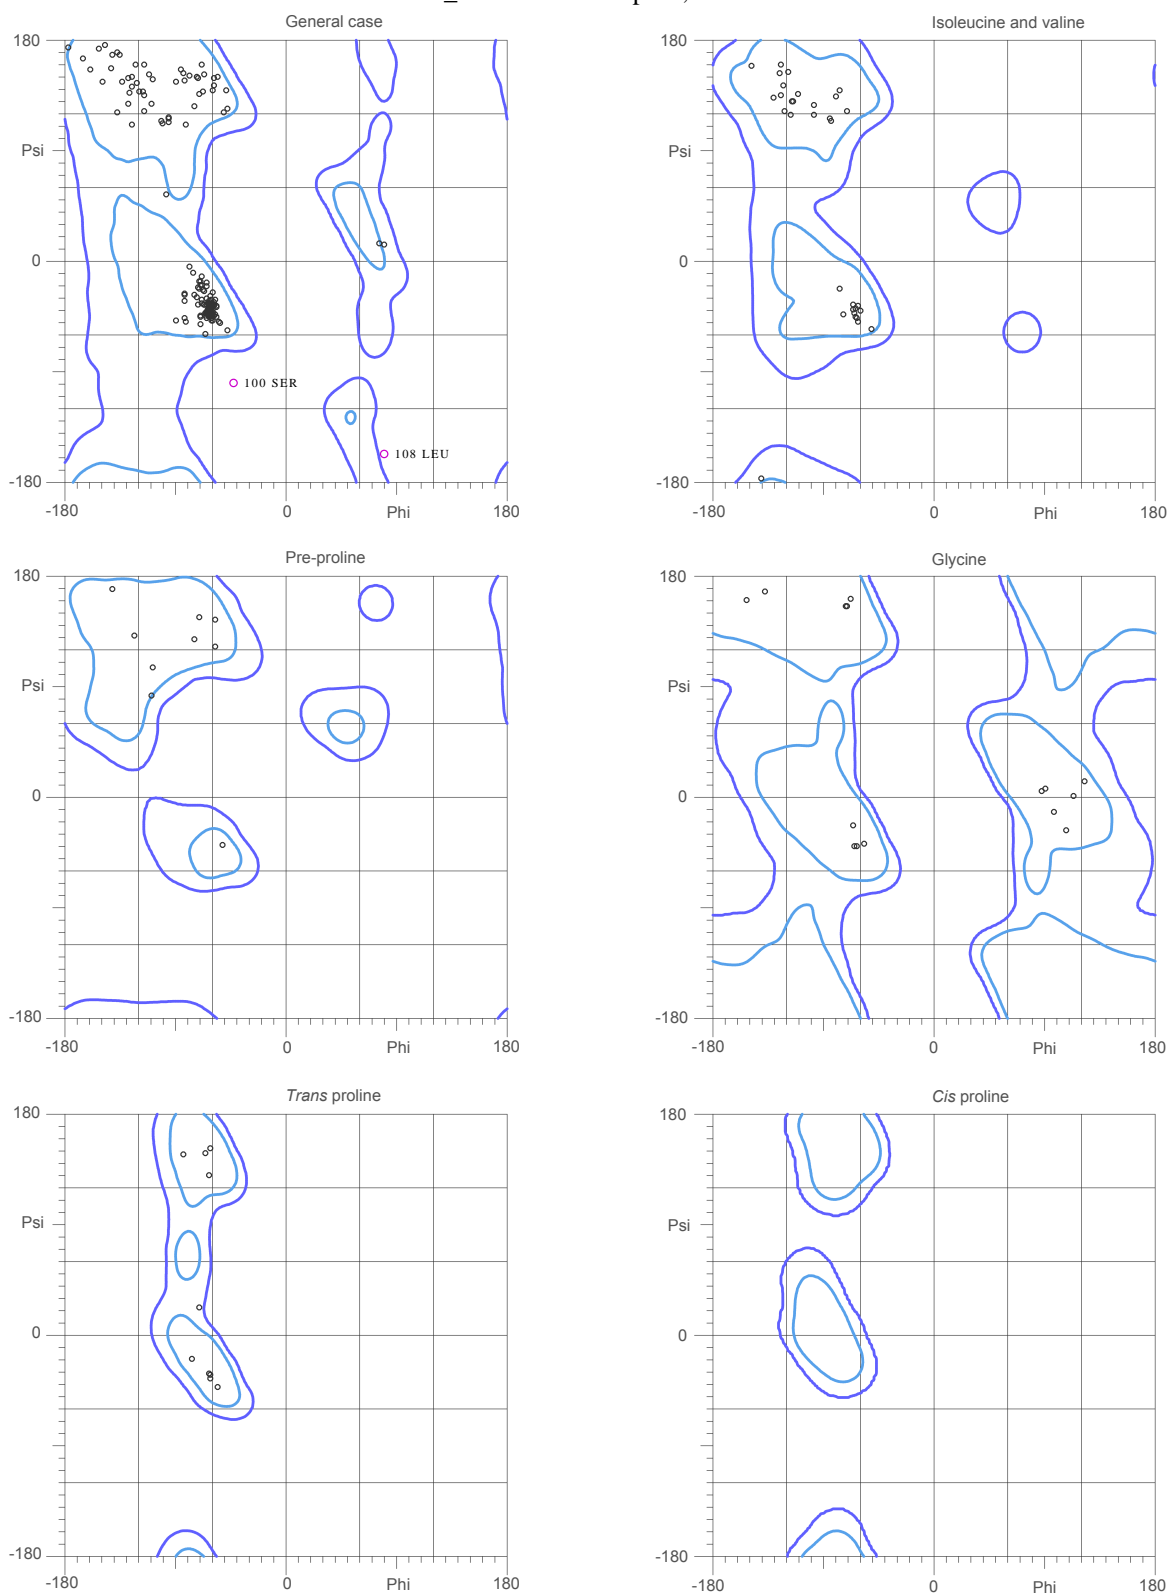 General case
Isoleucine and valine
180
180
Psi
Psi
0
0
100 SER
108 LEU
-180
-180
-180
0
Phi
180
-180
0
Phi
180
Pre-proline
Glycine
180
180
Psi
Psi
0
0
-180
-180
-180
0
Phi
180
-180
0
Phi
180
Trans proline
Cis proline
180
180
Psi
Psi
0
0
-180
-180
-180
0
Phi
180
-180
0
Phi
180